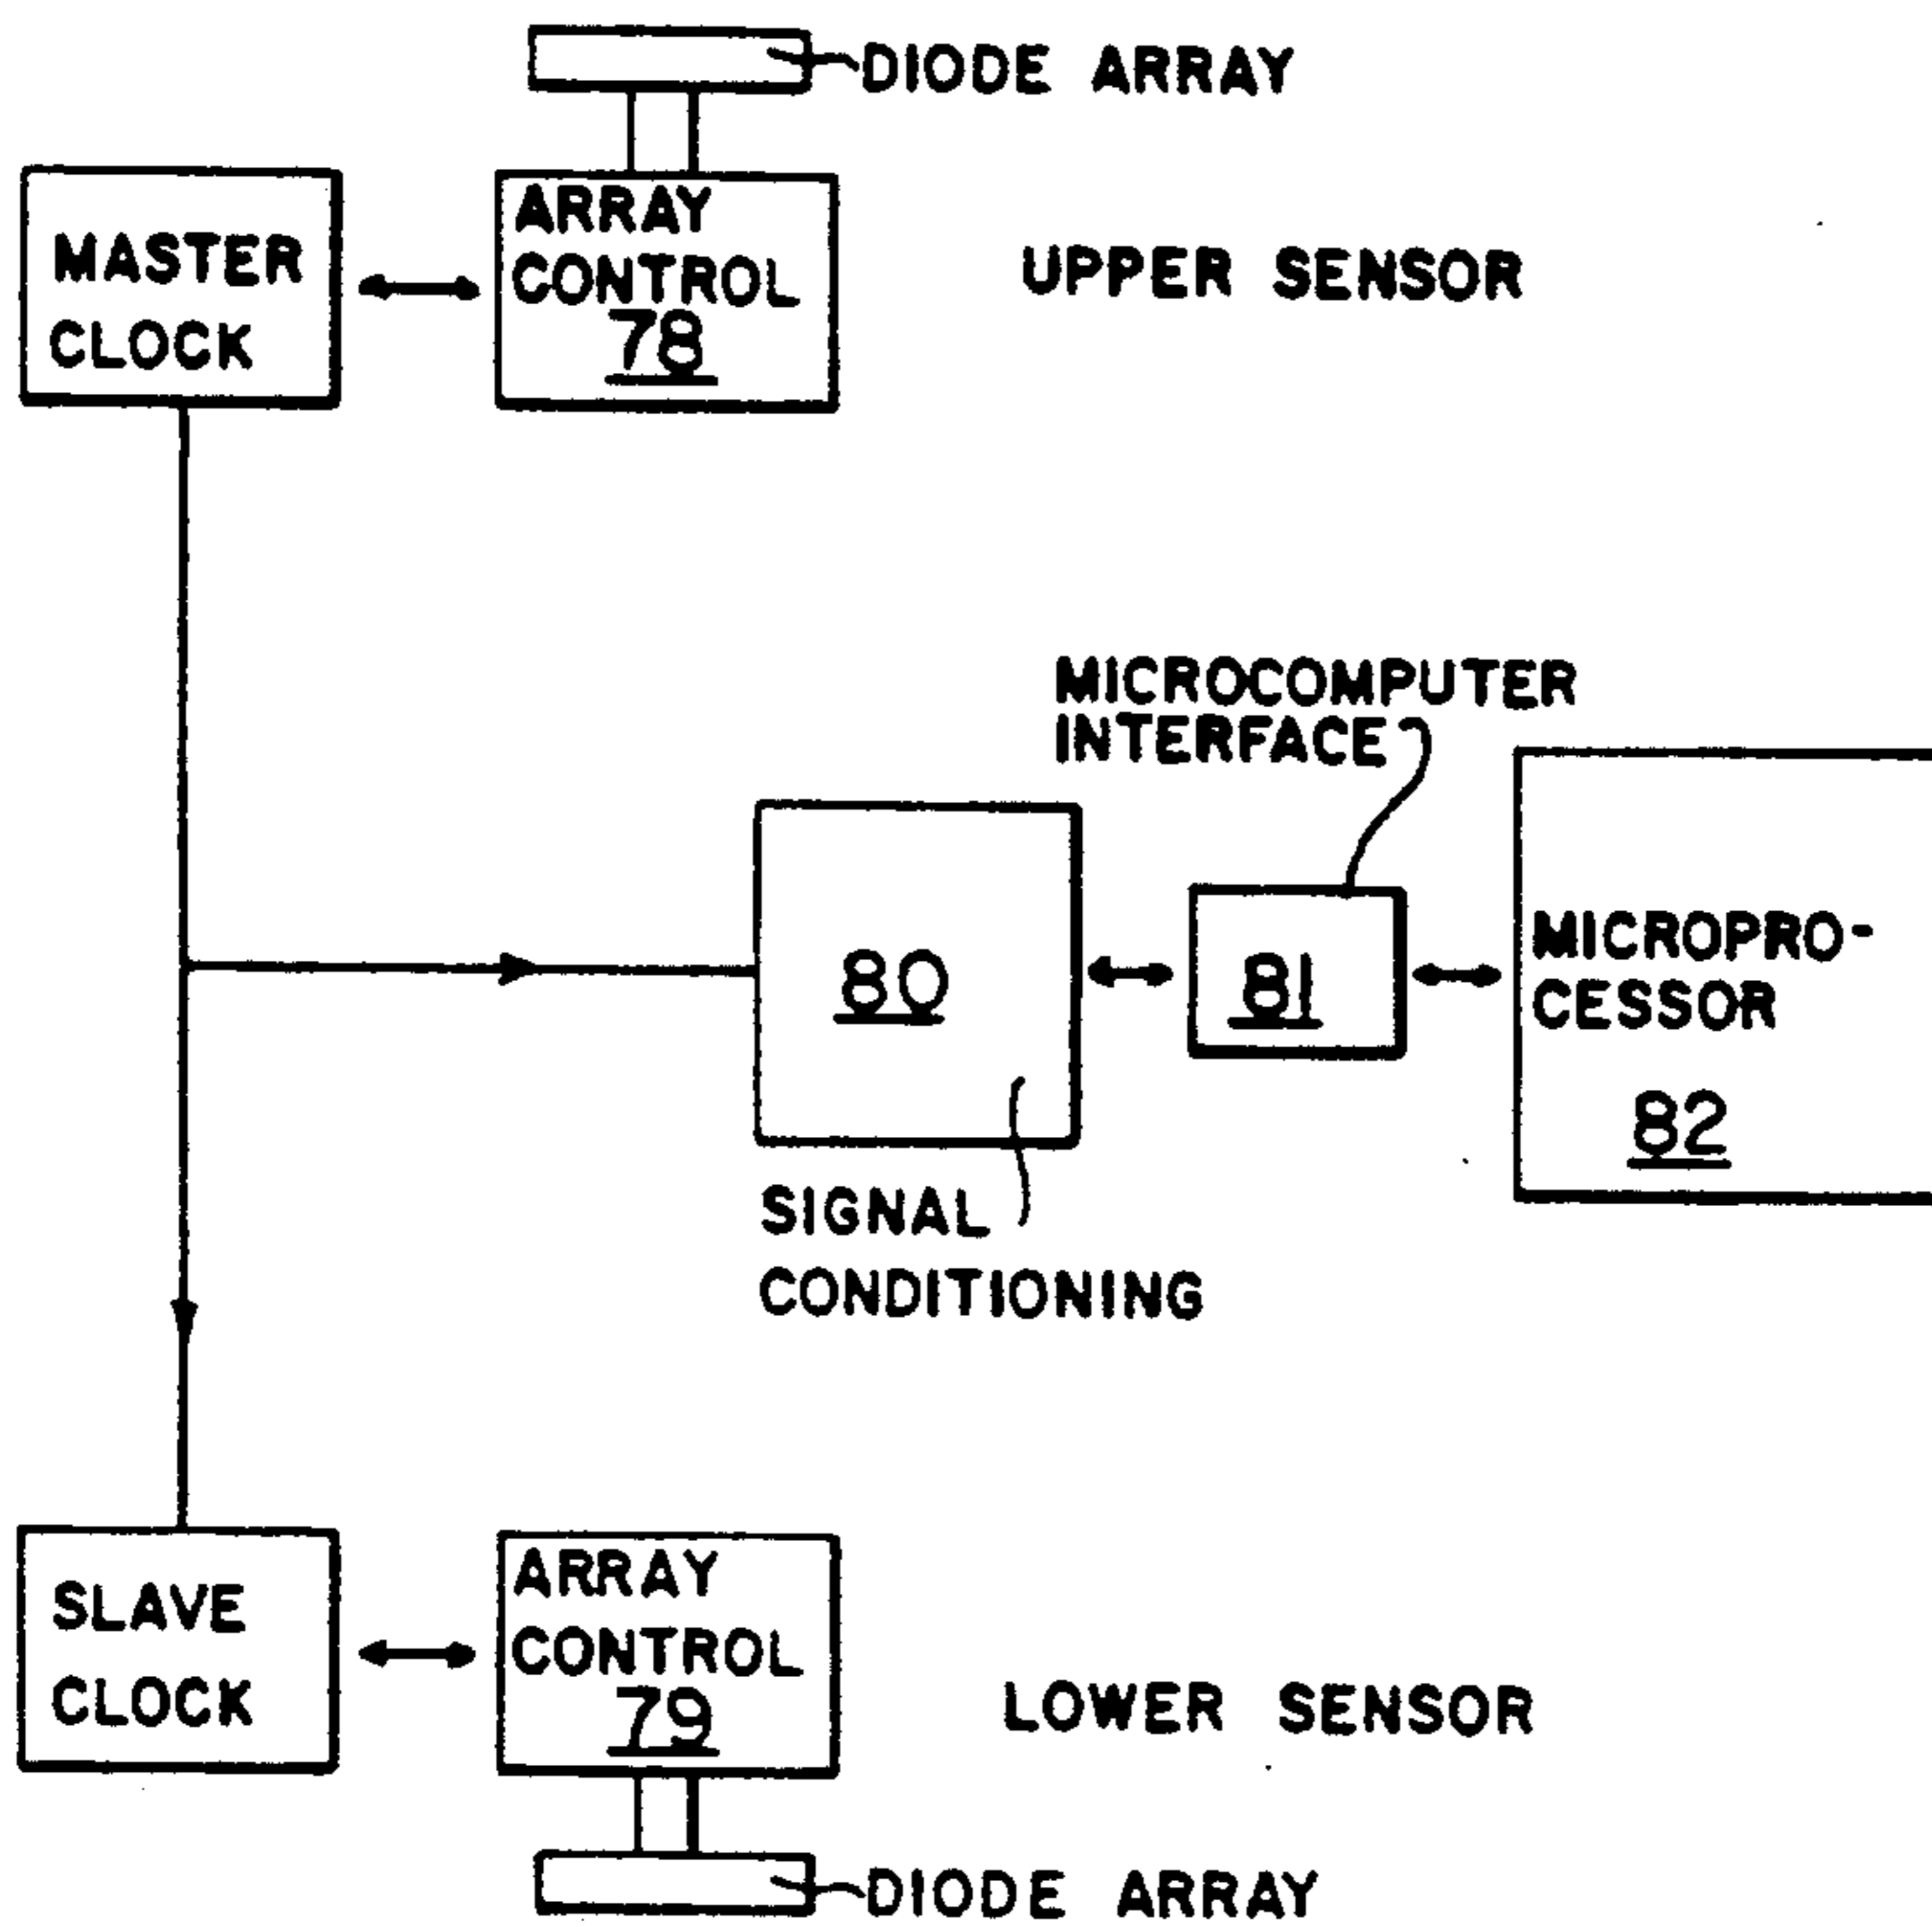 DIODE ARRAY
MASTER
CLOCK
ARRAY
CONTROL
78
UPPER SENSOR
MICROCOMPUTER
INTERFACE
80
81
MICROPRO-
CESSOR
82
SIGNAL
CONDITIONING
SLAVE
CLOCK
ARRAY
CONTROL
79
LOWER SENSOR
DIODE ARRAY